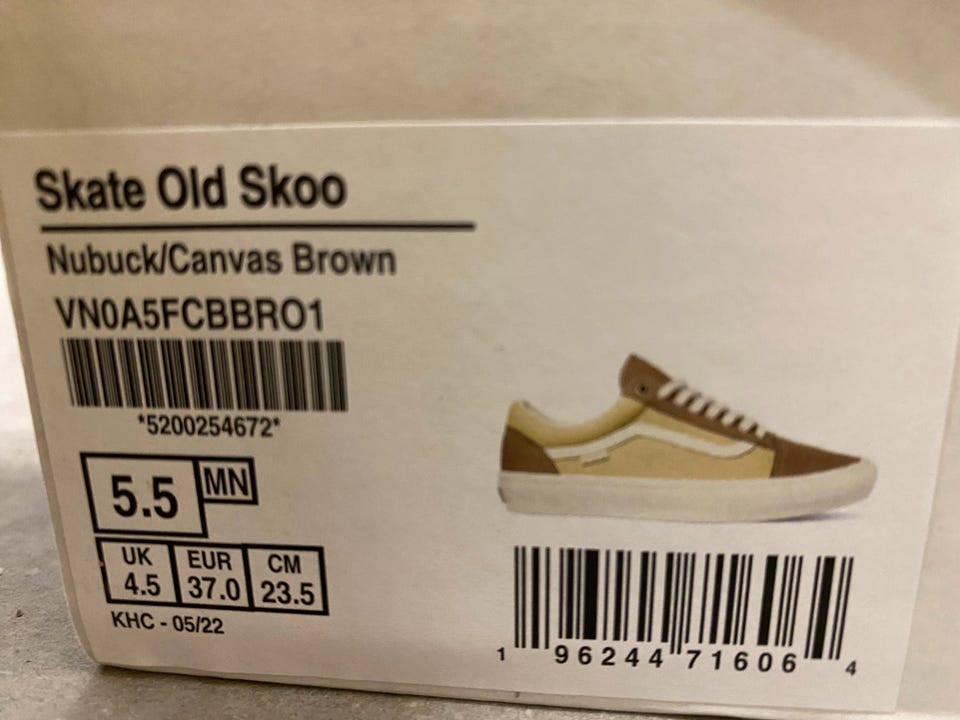 Skate Old Skoo
Nubuck/Canvas Brown
VN0A5FCBBRO1
*5200254672*
5.5 MN
UK EUR CM
4.5 37.0 23.5
KHC - 05/22
1 96244 71606 4